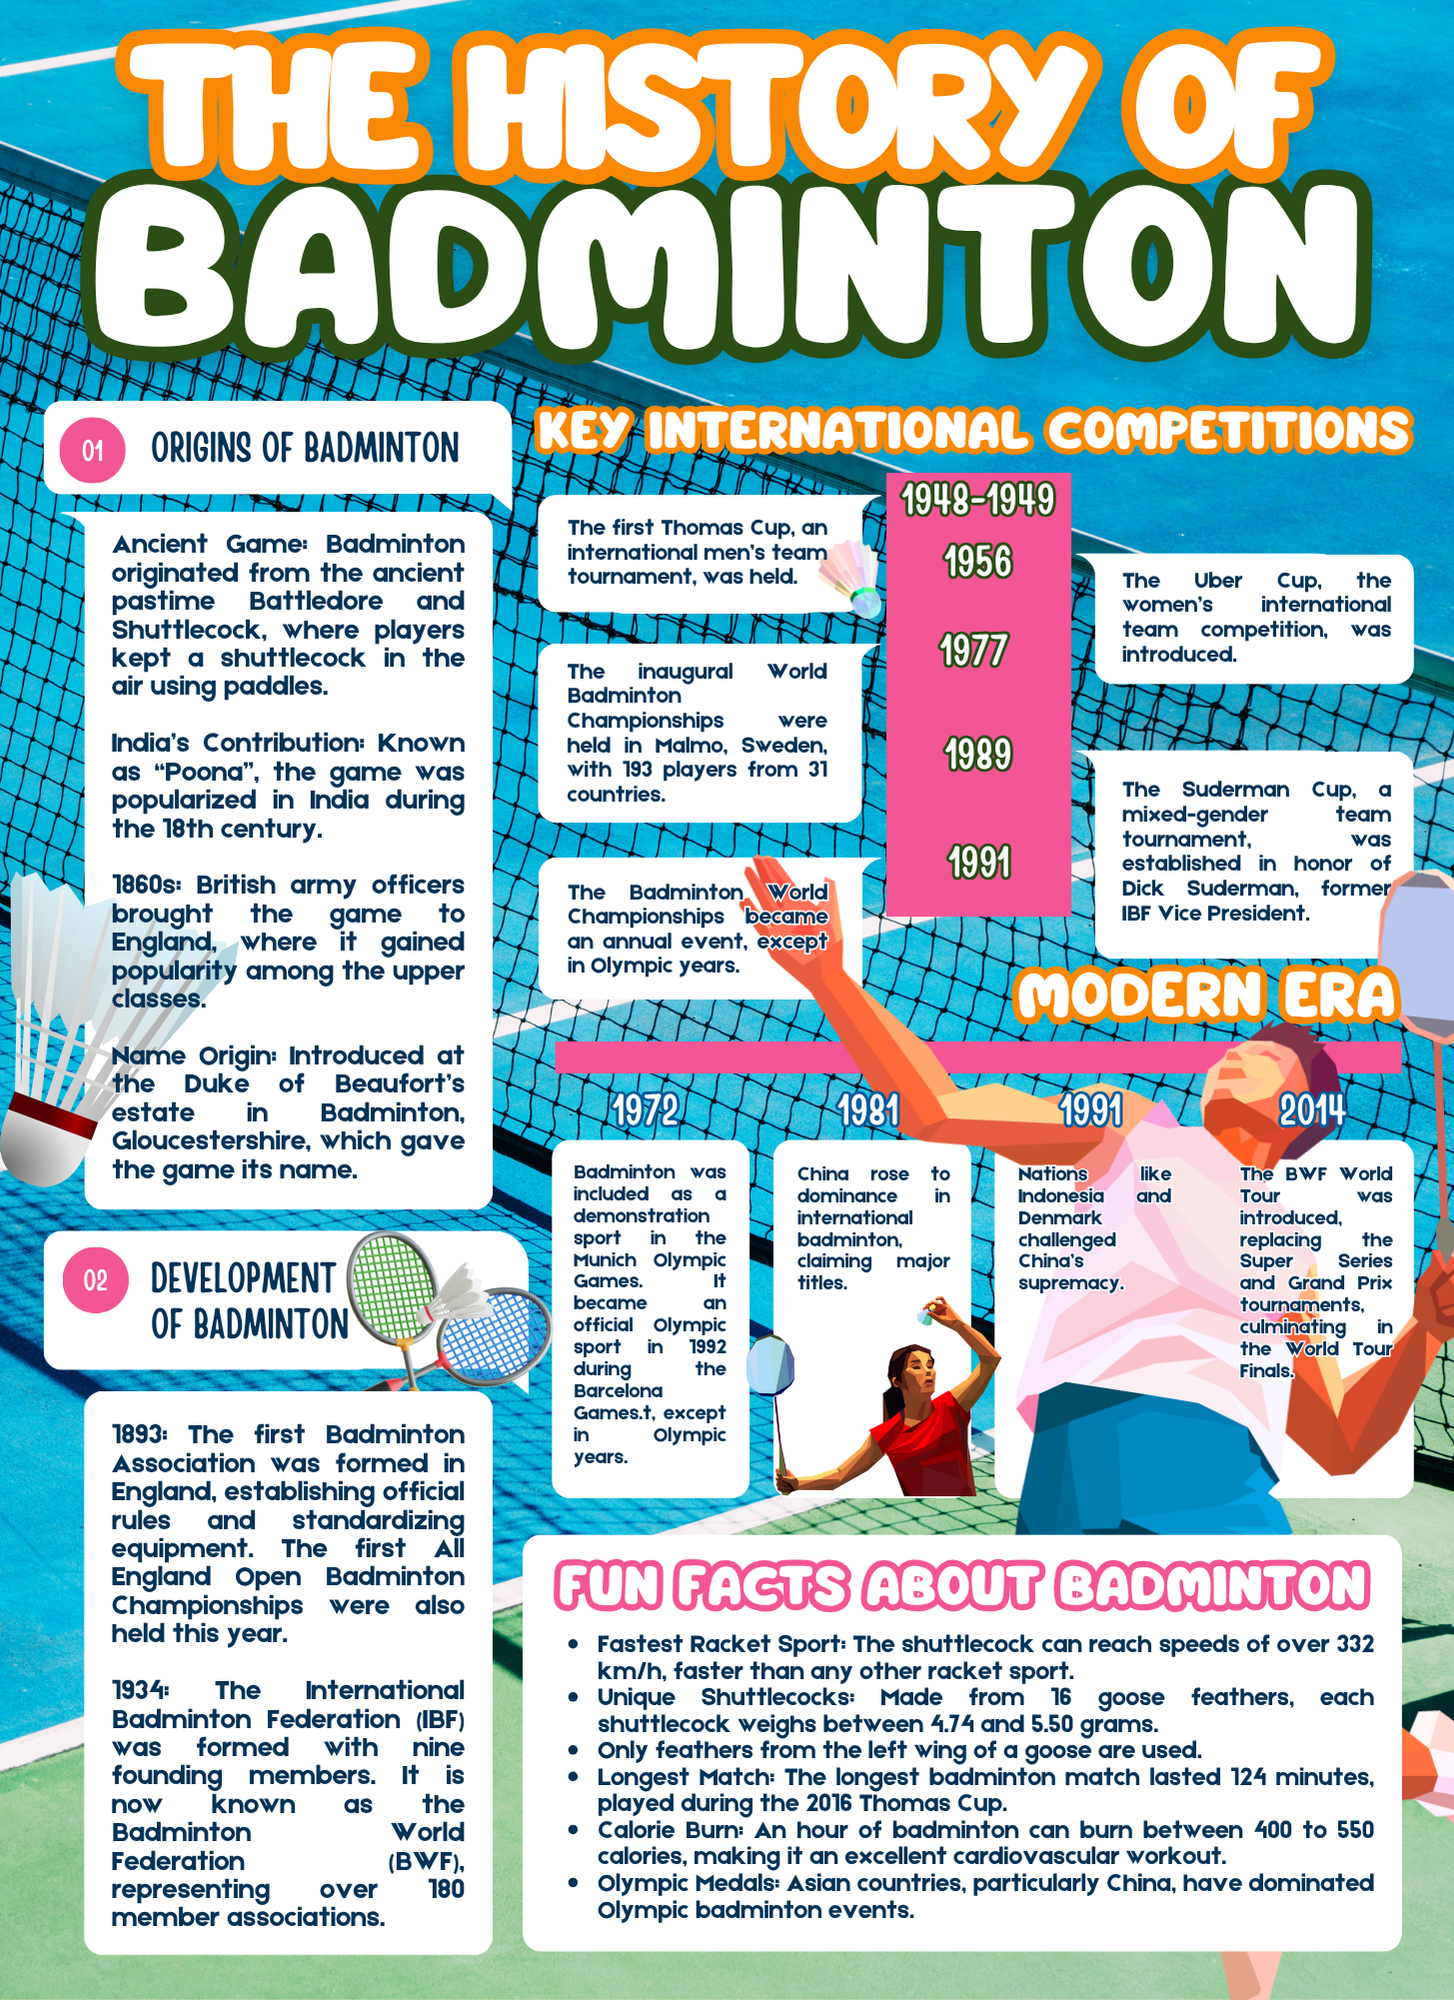 THE HISTORY OF
BADMINTON
01
ORIGINS OF BADMINTON
Ancient Game: Badminton
originated from the ancient
pastime Battledore and
Shuttlecock, where players
kept a shuttlecock in the
air using paddles.
India's Contribution: Known
as “Poona”, the game was
popularized in India during
the 18th century.
1860s: British army officers
brought the game to
England, where it gained
popularity among the upper
classes.
Name Origin: Introduced at
the Duke of Beaufort's
estate in Badminton,
Gloucestershire, which gave
the game its name.
02
DEVELOPMENT
OF BADMINTON
1893: The first Badminton
Association was formed in
England, establishing official
rules and standardizing
equipment. The first All
England Open Badminton
Championships were also
held this year.
1934: The International
Badminton Federation (IBF)
was formed with nine
founding members. It is
now known as the
Badminton World
Federation (BWF),
representing over 180
member associations.
KEY INTERNATIONAL COMPETITIONS
1948-1949
The first Thomas Cup, an
international men's team
tournament, was held.
1956
The Uber Cup, the
women's international
team competition, was
introduced.
1977
The inaugural World
Badminton
Championships were
held in Malmo, Sweden,
with 193 players from 31
countries.
1989
The Suderman Cup, a
mixed-gender team
tournament, was
established in honor of
Dick Suderman, former
IBF Vice President.
1991
The Badminton World
Championships became
an annual event, except
in Olympic years.
MODERN ERA
1972
Badminton was
included as a
demonstration
sport in the
Munich Olympic
Games. It
became an
official Olympic
sport in 1992
during the
Barcelona
Games.t, except
in Olympic
years.
1981
China rose to
dominance in
international
badminton,
claiming major
titles.
1991
Nations like
Indonesia and
Denmark
challenged
China's
supremacy.
2014
The BWF World
Tour was
introduced,
replacing the
Super Series
and Grand Prix
tournaments,
culminating in
the World Tour
Finals.
FUN FACTS ABOUT BADMINTON
• Fastest Racket Sport: The shuttlecock can reach speeds of over 332
km/h, faster than any other racket sport.
• Unique Shuttlecocks: Made from 16 goose feathers, each
shuttlecock weighs between 4.74 and 5.50 grams.
• Only feathers from the left wing of a goose are used.
• Longest Match: The longest badminton match lasted 124 minutes,
played during the 2016 Thomas Cup.
• Calorie Burn: An hour of badminton can burn between 400 to 550
calories, making it an excellent cardiovascular workout.
• Olympic Medals: Asian countries, particularly China, have dominated
Olympic badminton events.